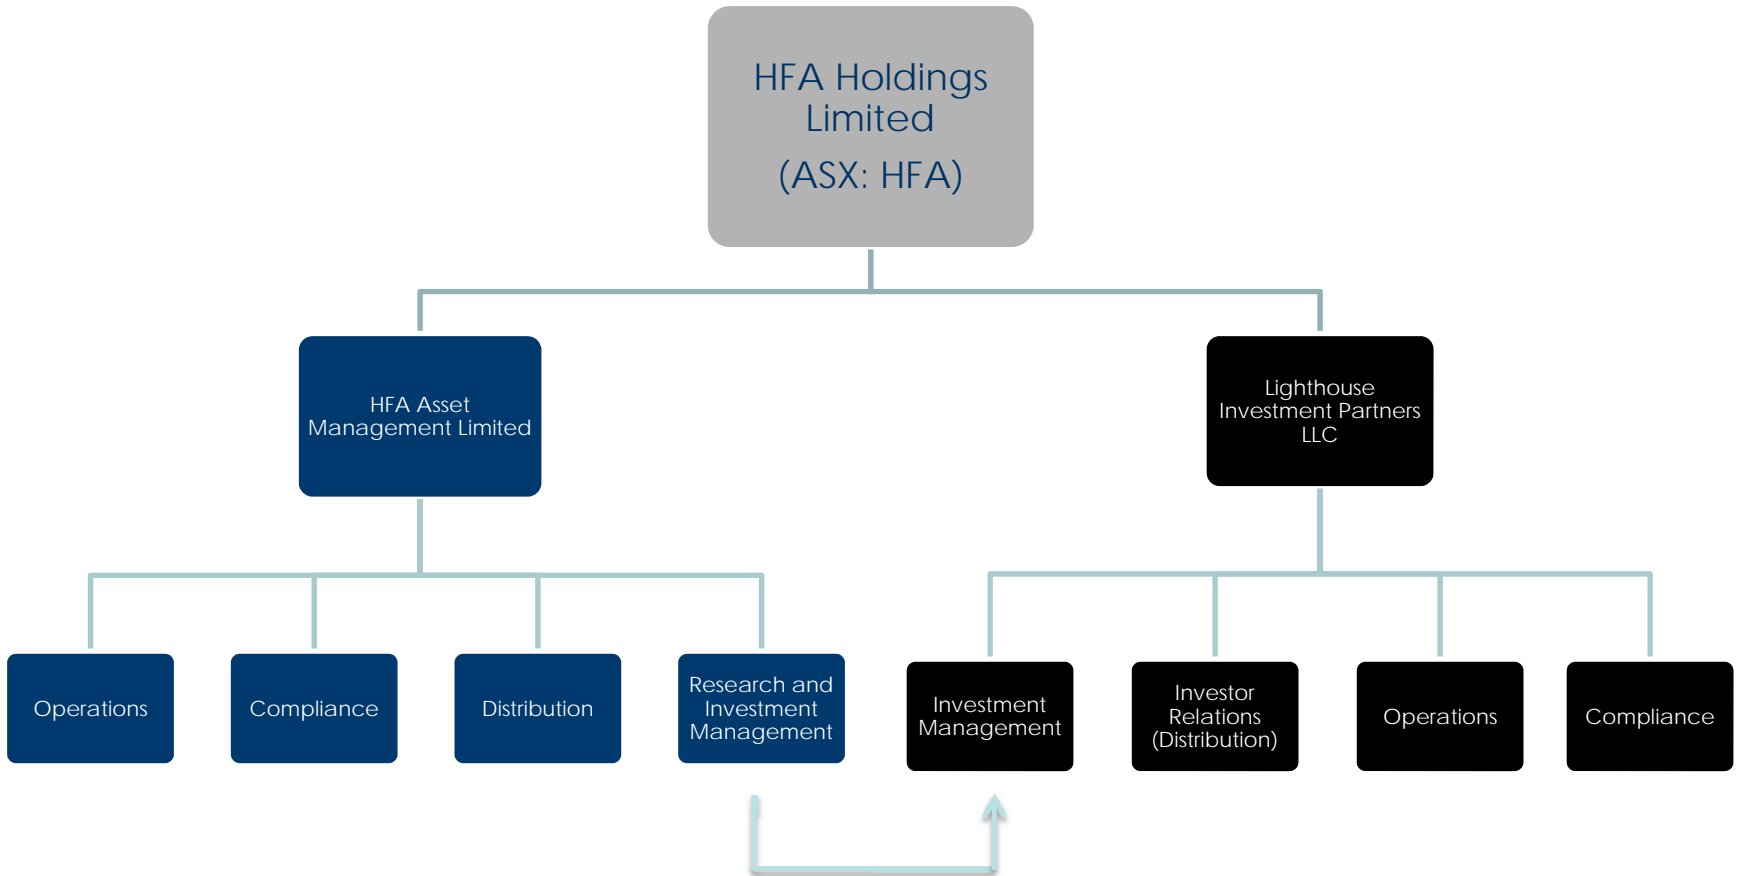 HFA Holdings
Limited
(ASX: HFA)
HFA Asset
Management Limited
Lighthouse
Investment Partners
LLC
Operations
Compliance
Distribution
Research and
Investment
Management
Investment
Management
Investor
Relations
(Distribution)
Operations
Compliance